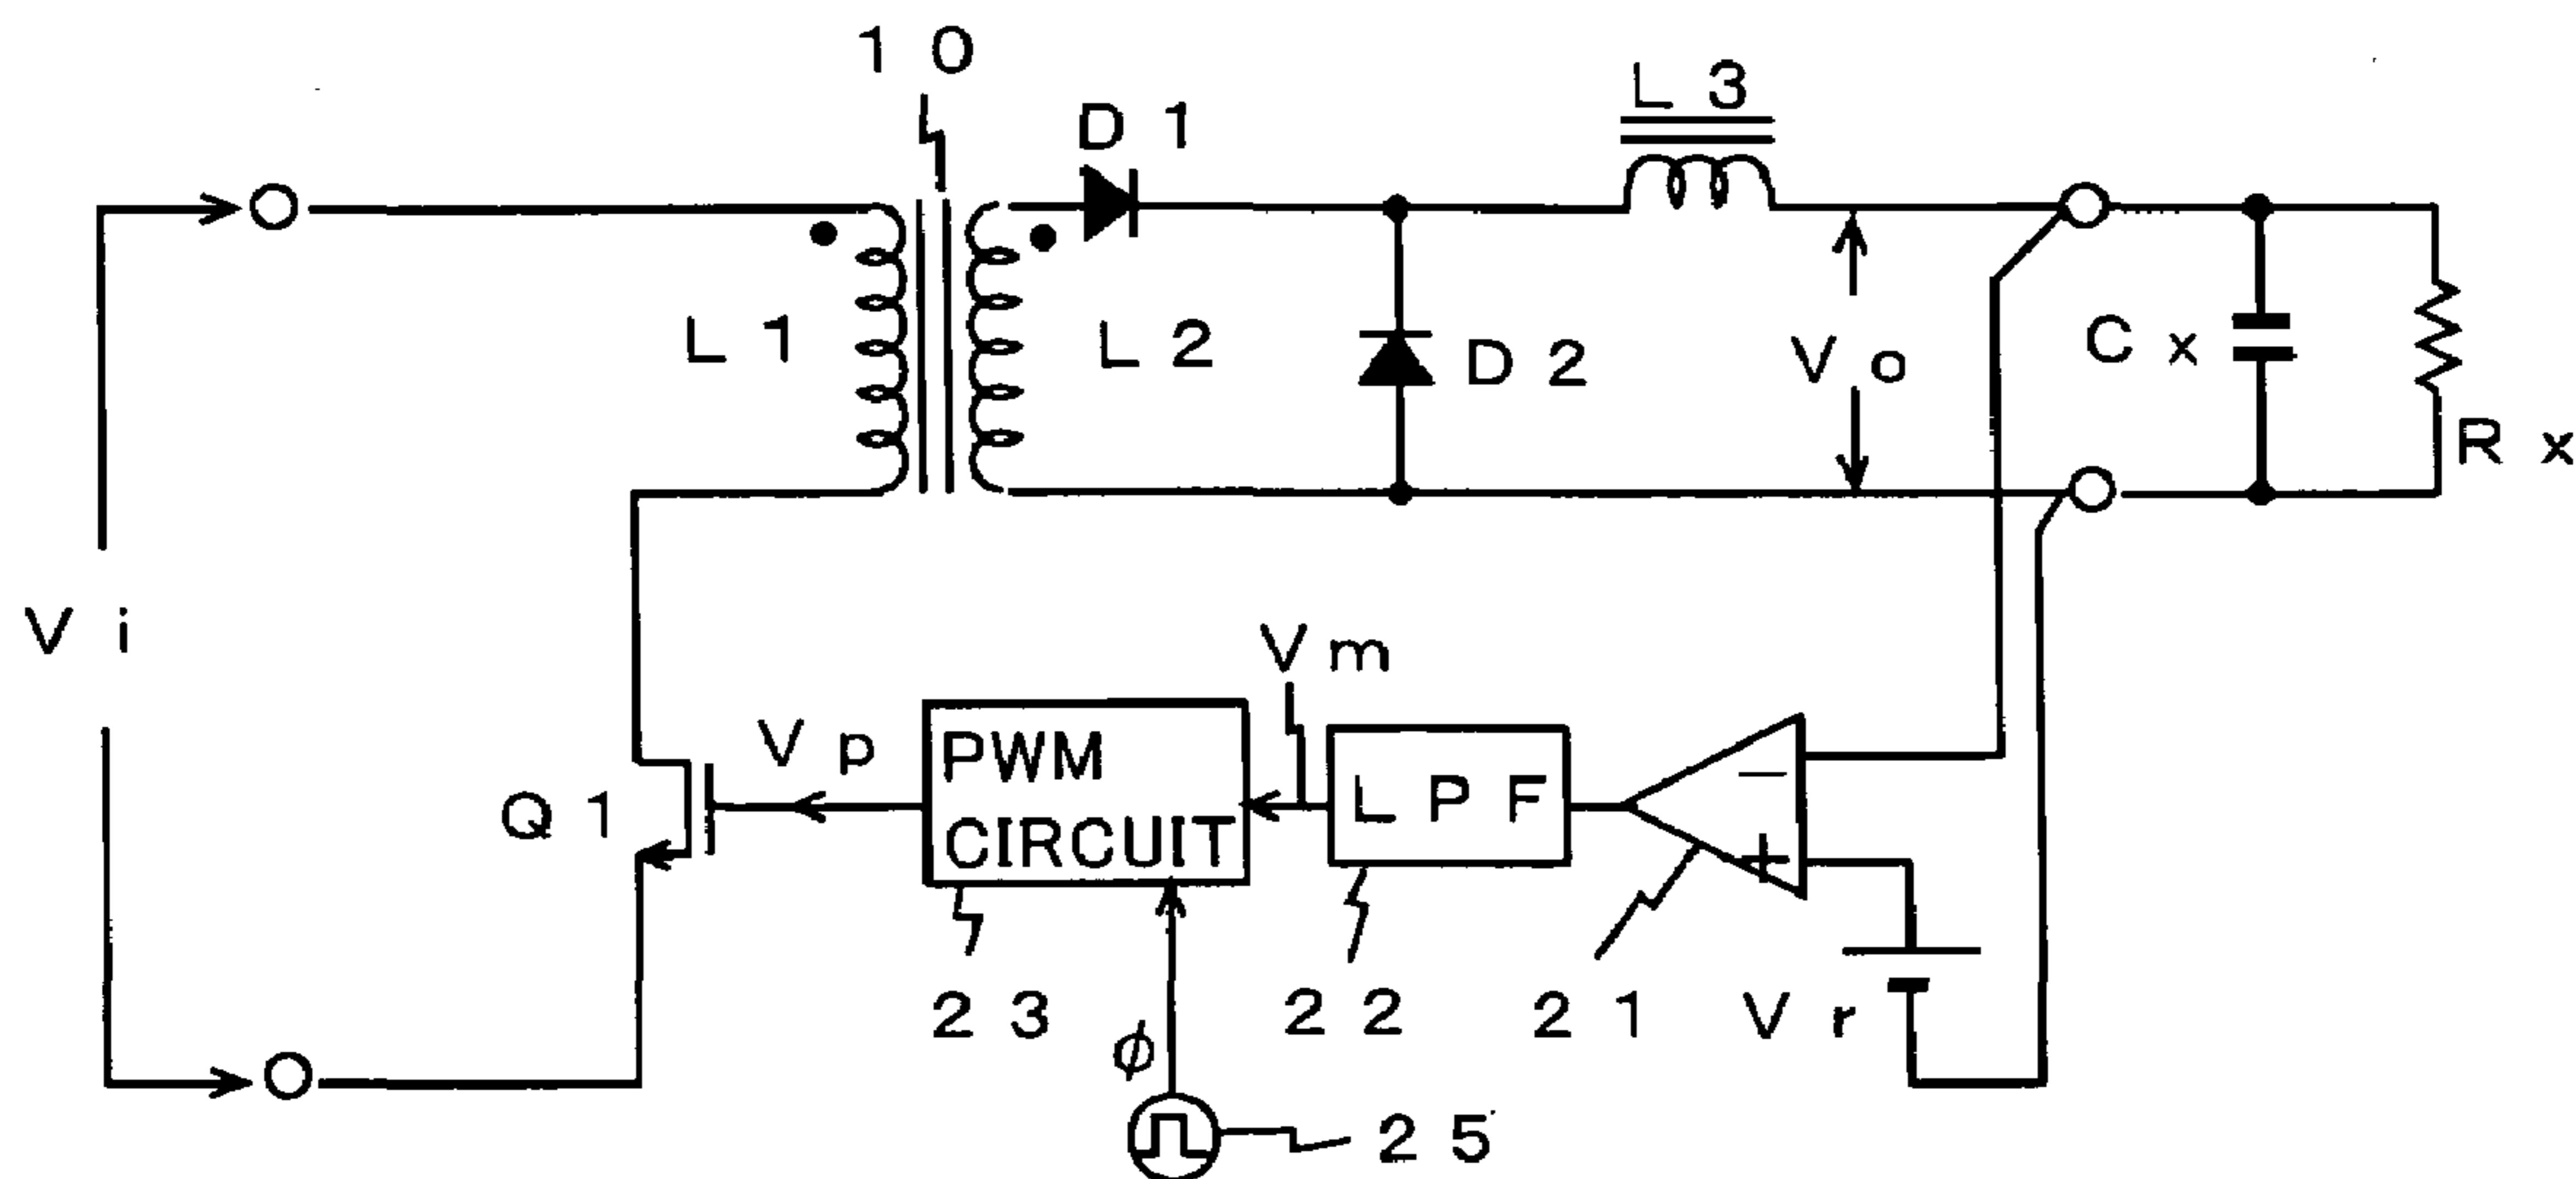 10
D1
L3
L1
L2
D2
Vo
Cx
Rx
Vi
Vm
Vp
PWM
CIRCUIT
LPF
−
+
Q1
23
22
21
Vr
φ
25